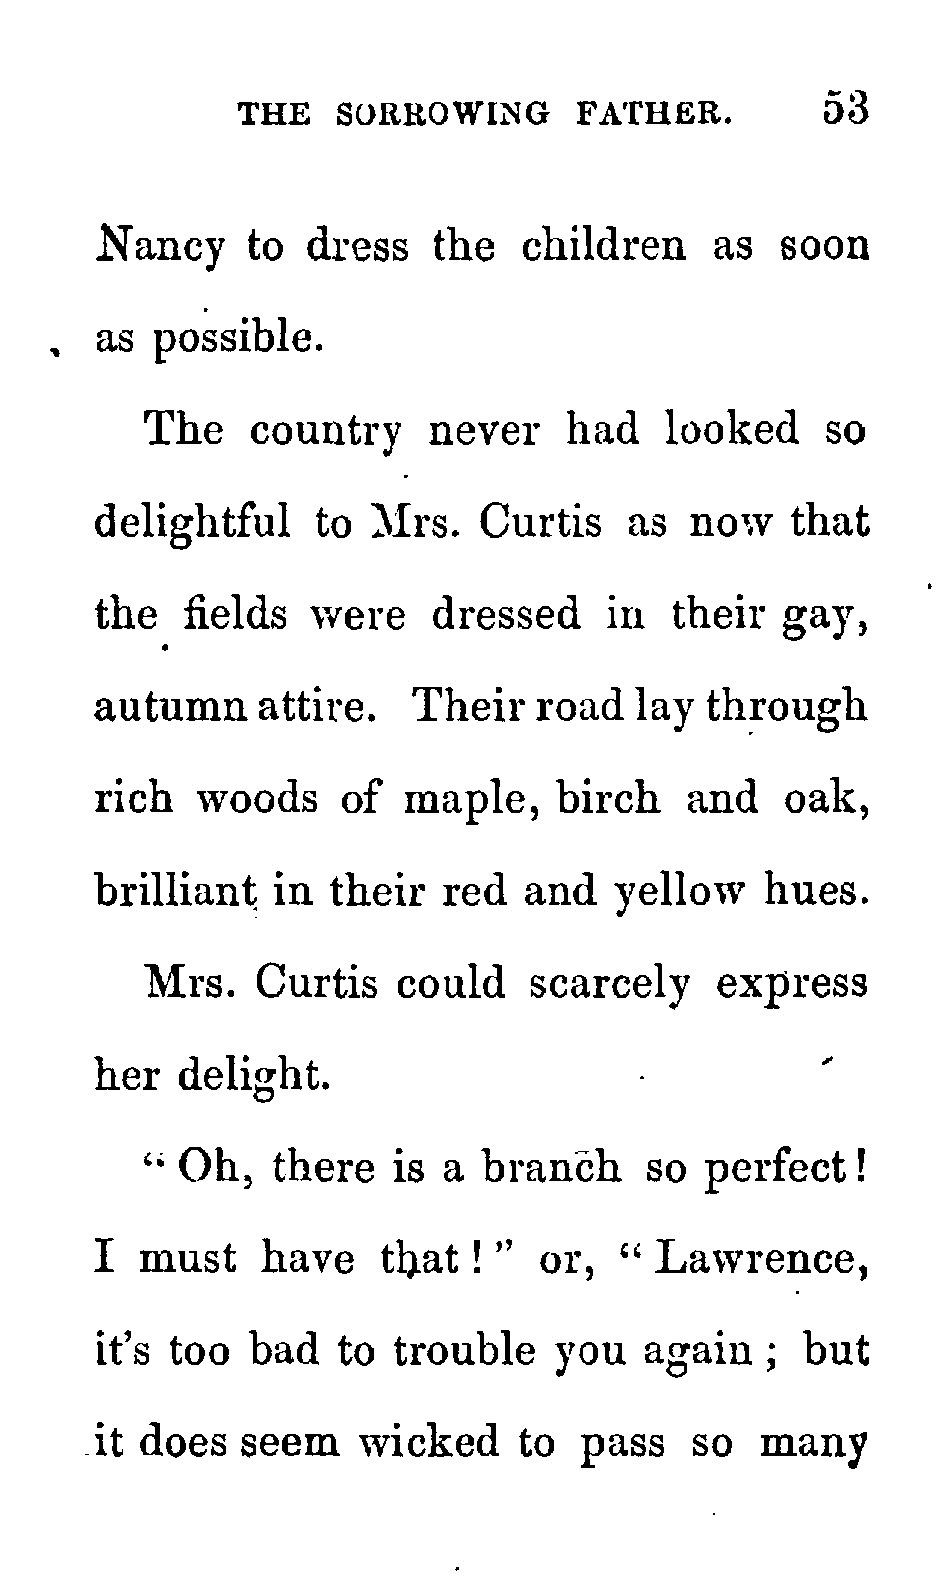 THE SORROWING FATHER. 53
Nancy to dress the children as soon
as possible.
The country never had looked so
delightful to Mrs. Curtis as now that
the fields were dressed in their gay,
autumn attire. Their road lay through
rich woods of maple, birch and oak,
brilliant in their red and yellow hues.
Mrs. Curtis could scarcely express
her delight.
“ Oh, there is a branch so perfect!
I must have that ! ” or, “ Lawrence,
it’s too bad to trouble you again ; but
it does seem wicked to pass so many